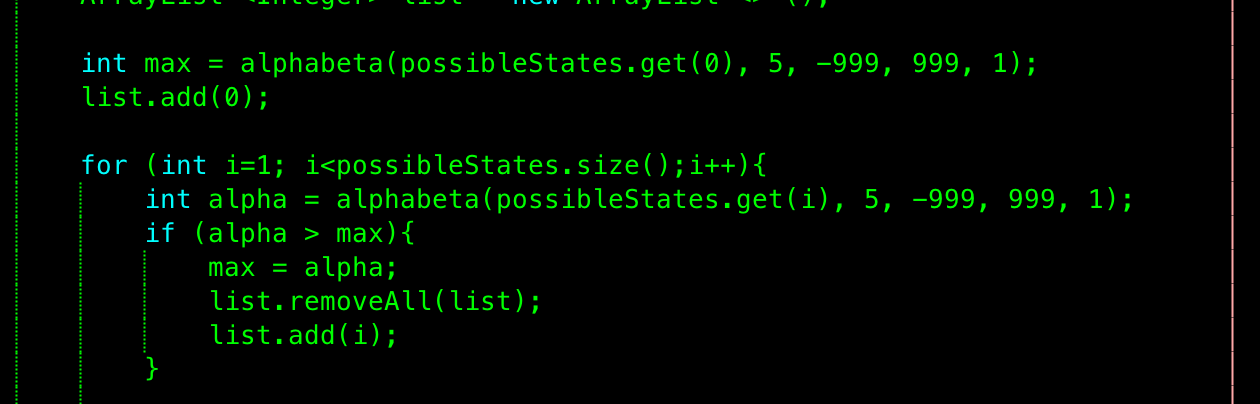 ArrayList <Integer> list = new ArrayList <> ();
int max = alphabeta(possibleStates.get(0), 5, -999, 999, 1);
list.add(0);
for (int i=1; i<possibleStates.size();i++){
int alpha = alphabeta(possibleStates.get(i), 5, -999, 999, 1);
if (alpha > max){
max = alpha;
list.removeAll(list);
list.add(i);
}